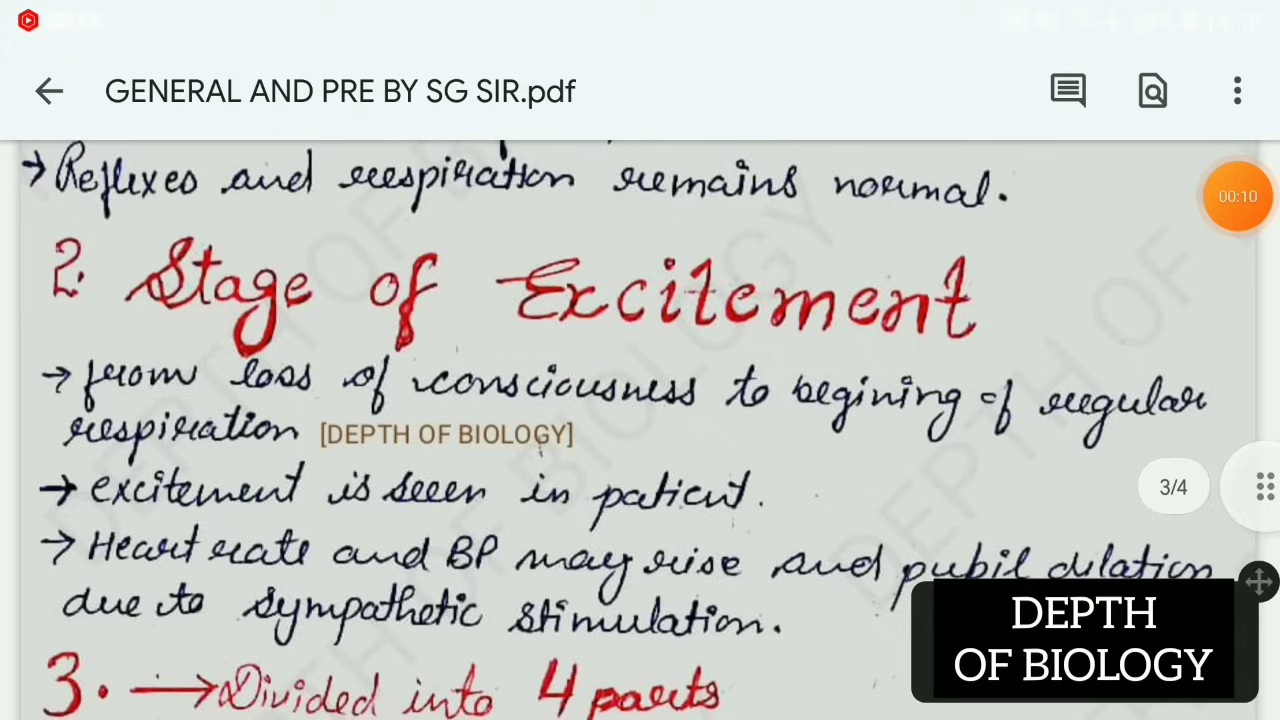 GENERAL AND PRE BY SG SIR.pdf
→ Reflexes and respiration remains normal.
00:10
2. Stage of Excitement
→ from loss of consciousness to begining of regular
respiration [DEPTH OF BIOLOGY]
3/4
→ excitement is seen in patient.
→ Heart rate and BP may rise and pubil dilation
due to sympathetic stimulation.
DEPTH
OF BIOLOGY
3. → Divided into 4 parts